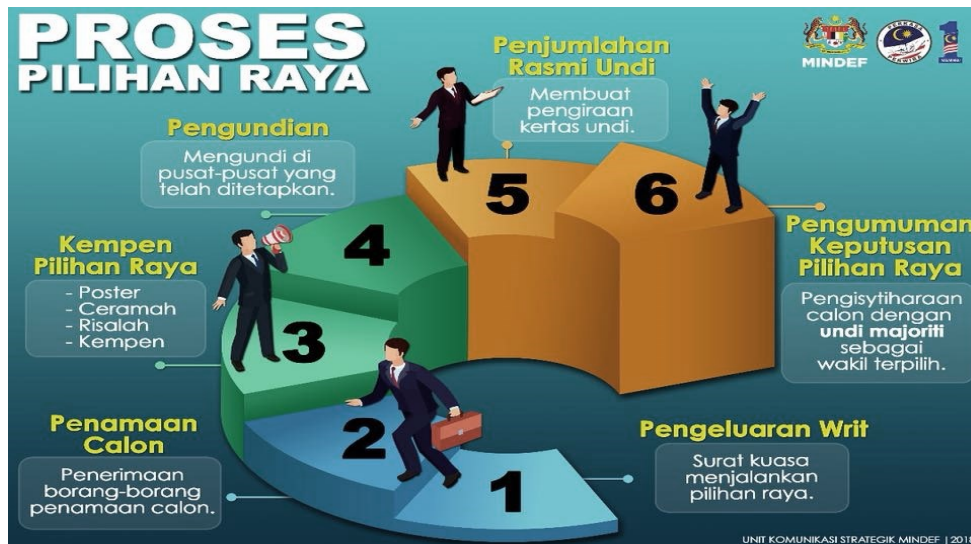 PROSES
PILIHAN RAYA
MINDEF
1
Pengeluaran Writ
Surat kuasa
menjalankan
pilihan raya.
2
Penamaan
Calon
Penerimaan
borang-borang
penamaan calon.
3
Kempen
Pilihan Raya
- Poster
- Ceramah
- Risalah
- Kempen
4
Pengundian
Mengundi di
pusat-pusat yang
telah ditetapkan.
5
Penjumlahan
Rasmi Undi
Membuat
pengiraan
kertas undi.
6
Pengumuman
Keputusan
Pilihan Raya
Pengisytiharaan
calon dengan
undi majoriti
sebagai
wakil terpilih.
UNIT KOMUNIKASI STRATEGIK MINDEF | 2018